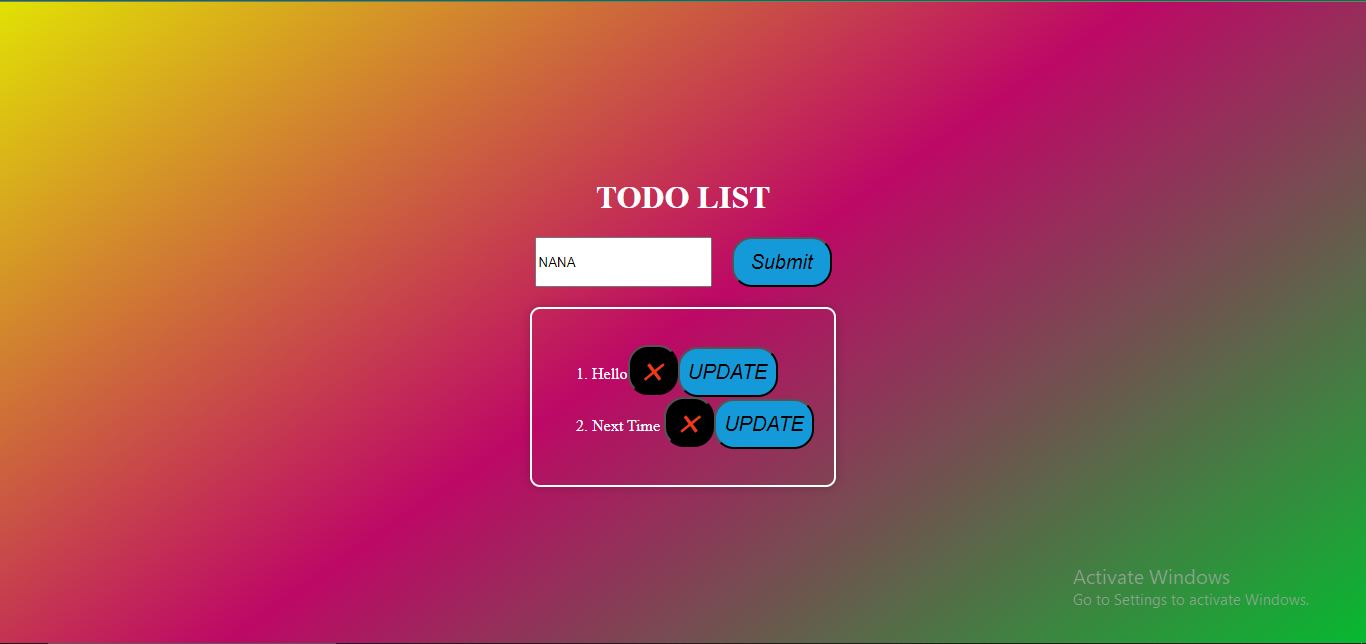 TODO LIST
NANA Submit
1. Hello ✕ UPDATE
2. Next Time ✕ UPDATE
Activate Windows
Go to Settings to activate Windows.